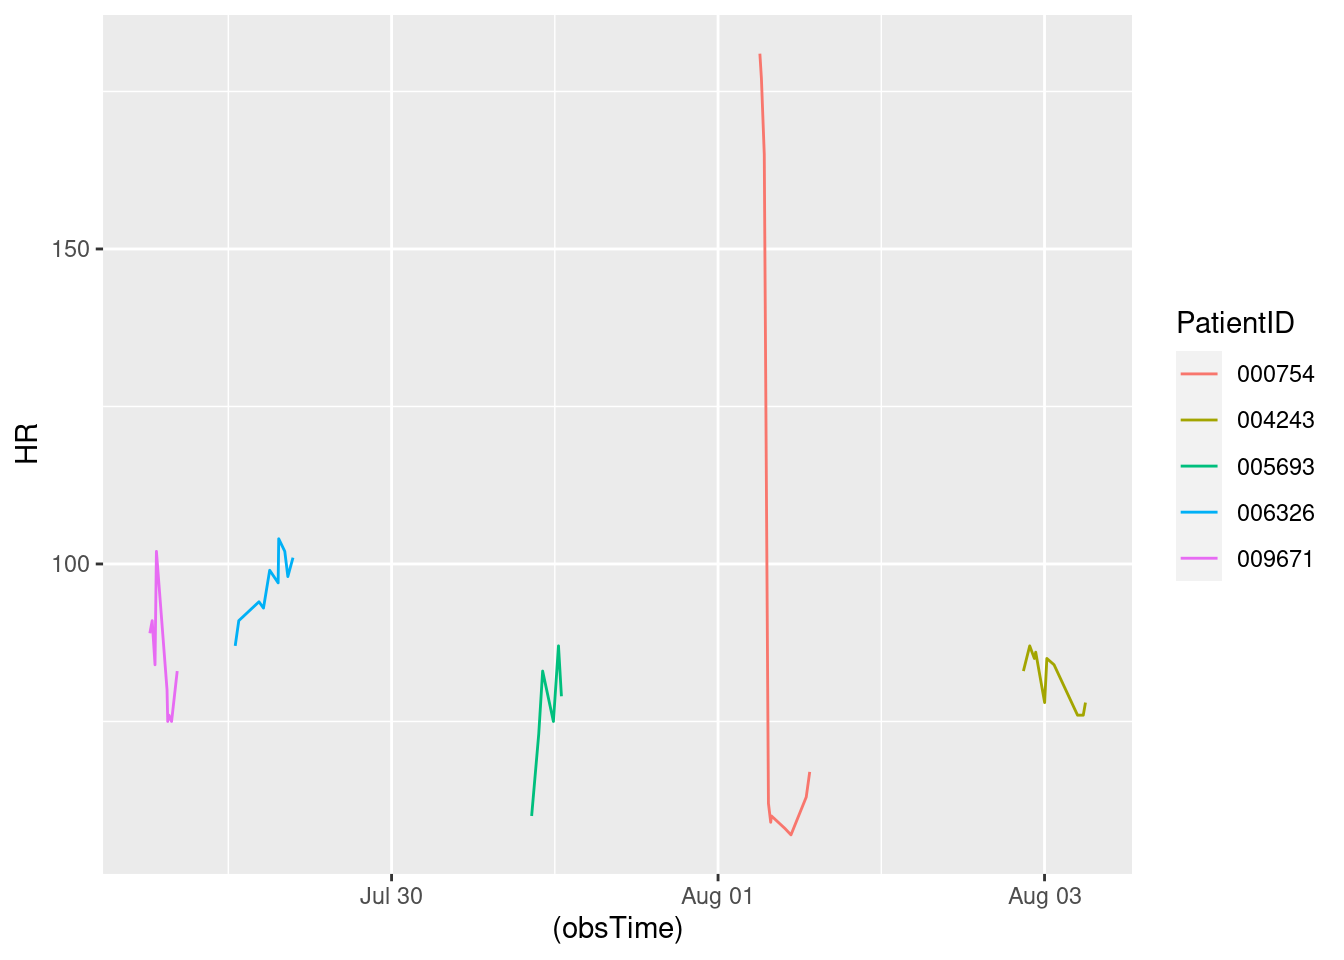 HR
150
100
Jul 30
Aug 01
Aug 03
(obsTime)
PatientID
000754
004243
005693
006326
009671